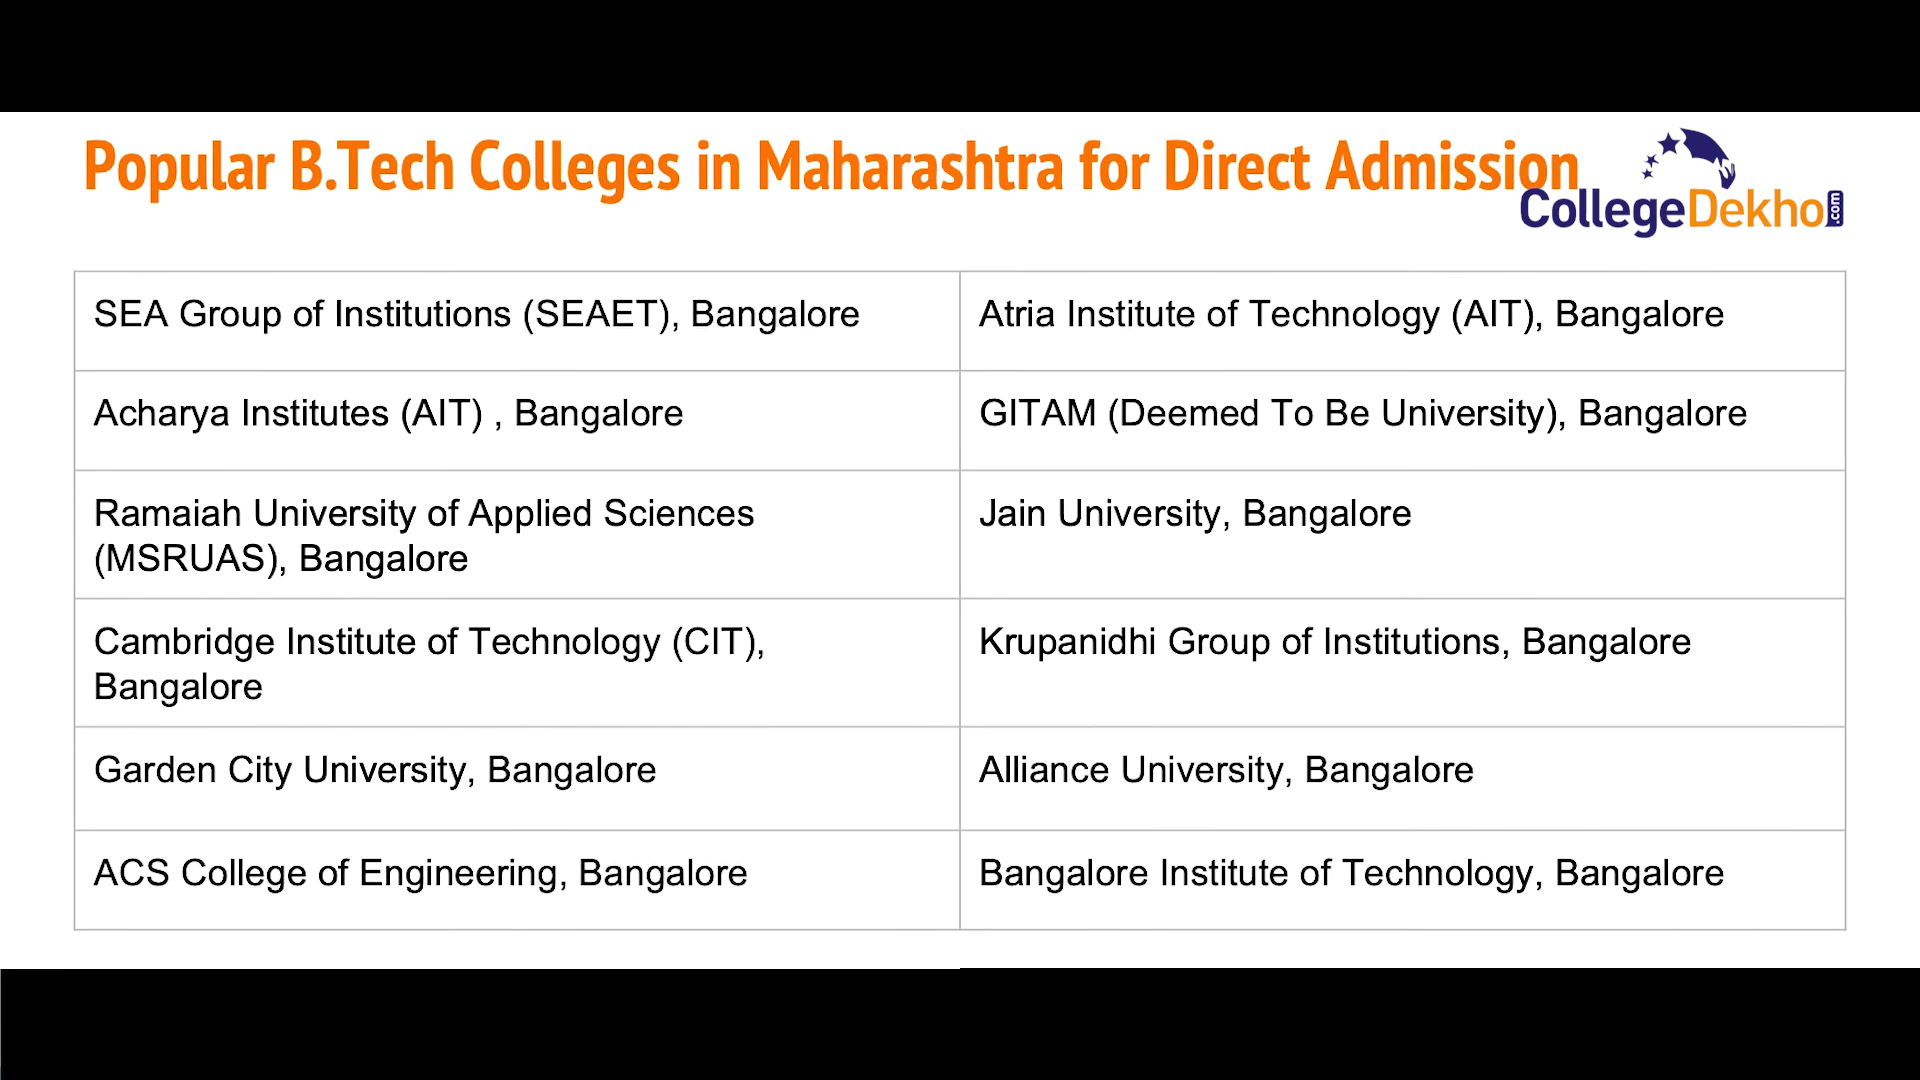 Popular B.Tech Colleges in Maharashtra for Direct Admission
CollegeDekho.com
SEA Group of Institutions (SEAET), Bangalore
Atria Institute of Technology (AIT), Bangalore
Acharya Institutes (AIT) , Bangalore
GITAM (Deemed To Be University), Bangalore
Ramaiah University of Applied Sciences
(MSRUAS), Bangalore
Jain University, Bangalore
Cambridge Institute of Technology (CIT),
Bangalore
Krupanidhi Group of Institutions, Bangalore
Garden City University, Bangalore
Alliance University, Bangalore
ACS College of Engineering, Bangalore
Bangalore Institute of Technology, Bangalore